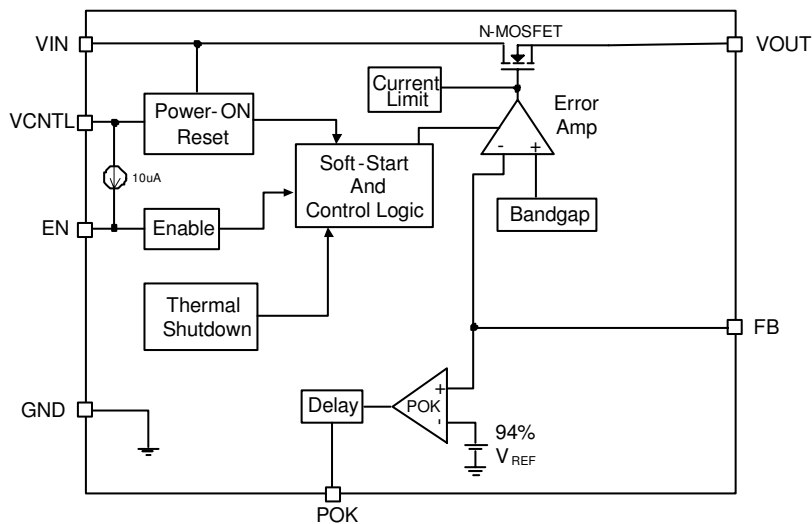 N-MOSFET
VIN
VOUT
Current
Limit
Error
Amp
VCNTL
Power-ON
Reset
- +
Soft-Start
And
Control Logic
10uA
Bandgap
EN
Enable
Thermal
Shutdown
FB
GND
Delay
POK
+
-
94%
VREF
POK